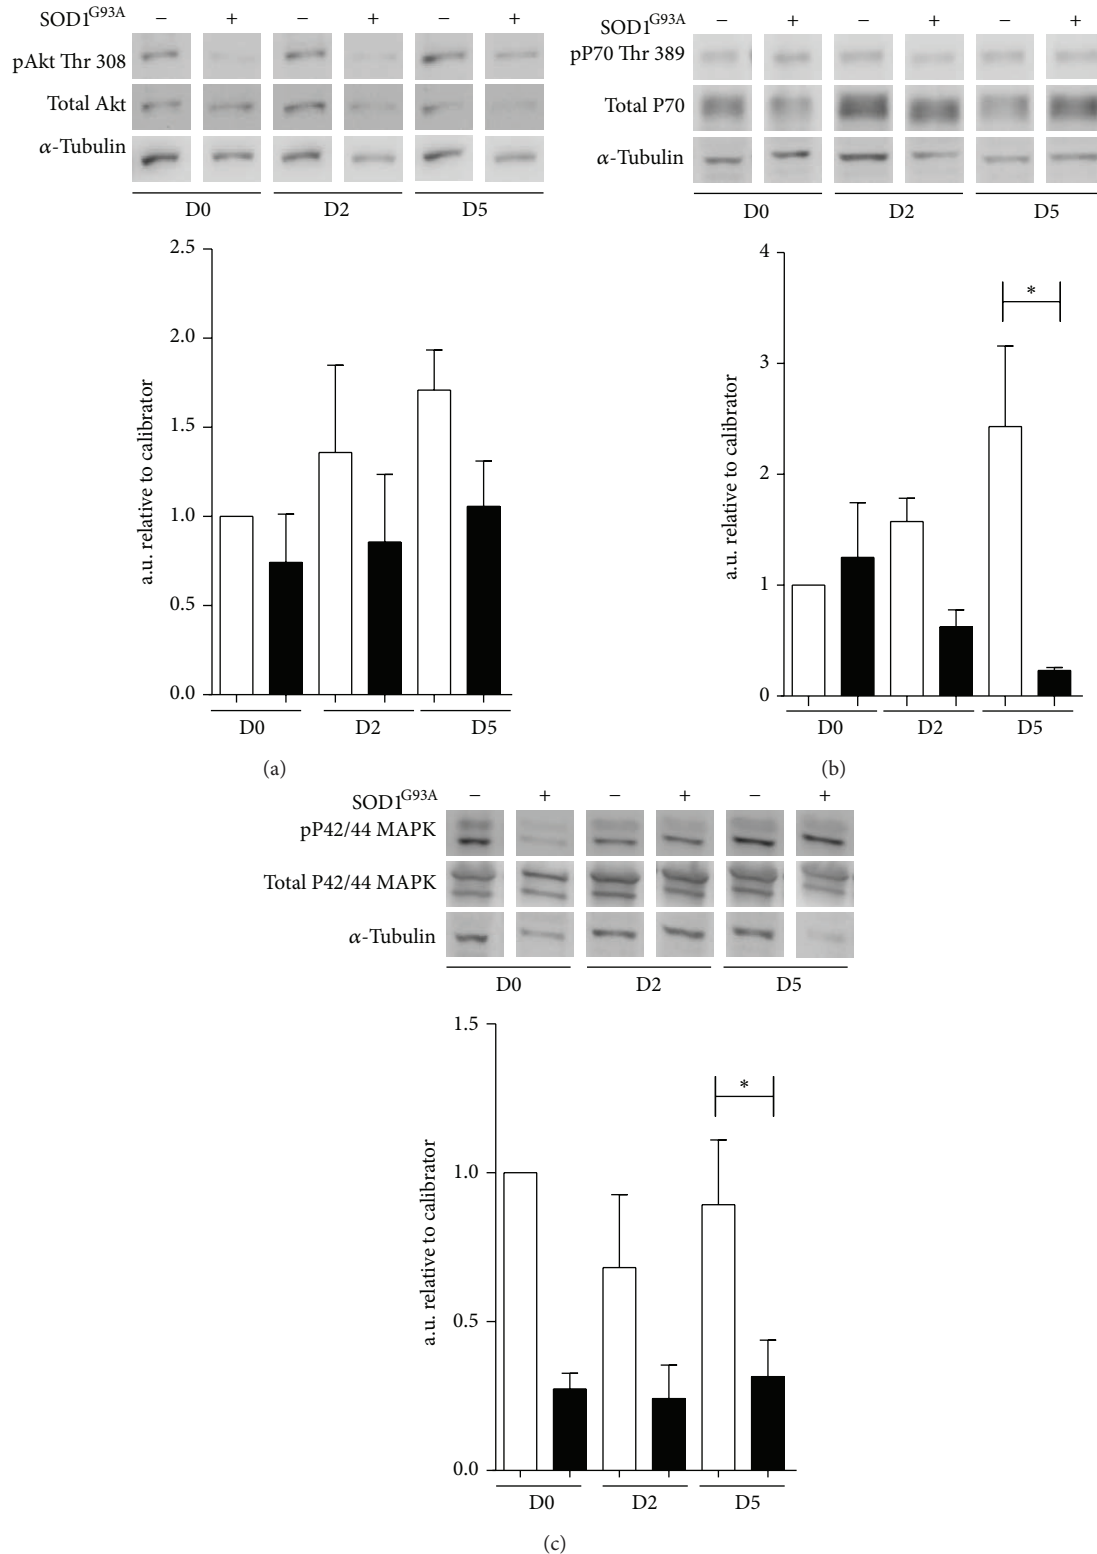 SOD1G93A − + − + − +
pAkt Thr 308
Total Akt
α-Tubulin
D0 D2 D5
2.5
2.0
1.5
1.0
0.5
0.0
a.u. relative to calibrator
D0 D2 D5
(a)
SOD1G93A − + − + − +
pP70 Thr 389
Total P70
α-Tubulin
D0 D2 D5
4
3
2
1
0
a.u. relative to calibrator
*
D0 D2 D5
(b)
SOD1G93A − + − + − +
pP42/44 MAPK
Total P42/44 MAPK
α-Tubulin
D0 D2 D5
1.5
1.0
0.5
0.0
a.u. relative to calibrator
*
D0 D2 D5
(c)